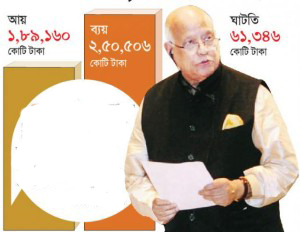 আয়
১,৮৯,১৬০
কোটি টাকা
ব্যয়
২,৫০,৫০৬
কোটি টাকা
ঘাটতি
৬১,৩৪৬
কোটি টাকা